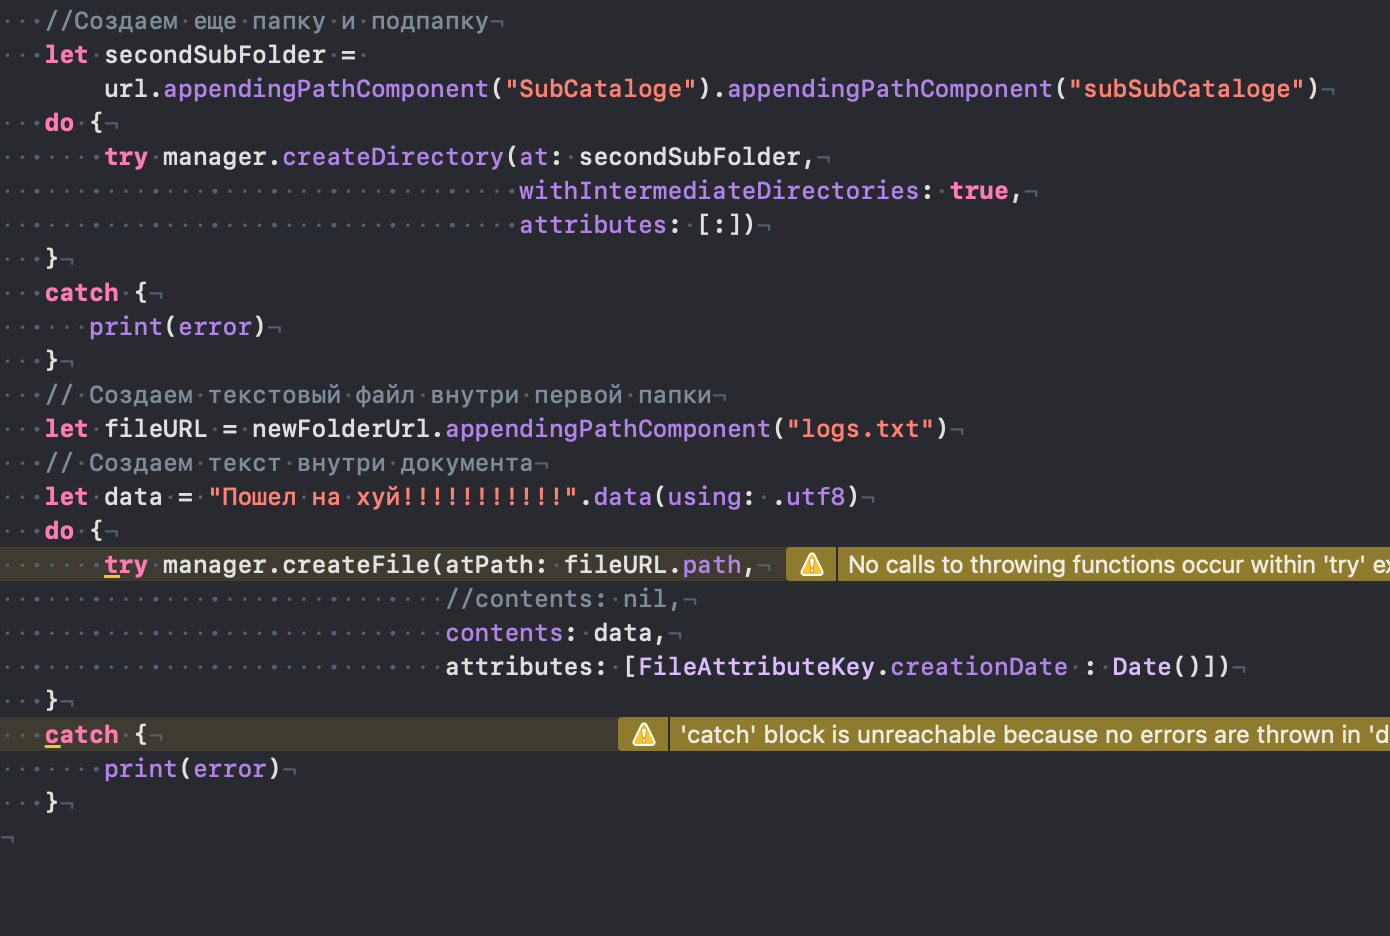 //Создаем еще папку и подпапку
let secondSubFolder =
url.appendingPathComponent("SubCataloge").appendingPathComponent("subSubCataloge")
do {
try manager.createDirectory(at: secondSubFolder,
withIntermediateDirectories: true,
attributes: [:])
}
catch {
print(error)
}
// Создаем текстовый файл внутри первой папки
let fileURL = newFolderUrl.appendingPathComponent("logs.txt")
// Создаем текст внутри документа
let data = "Пошел на хуй!!!!!!!!!!!".data(using: .utf8)
do {
try manager.createFile(atPath: fileURL.path, No calls to throwing functions occur within 'try' ex
//contents: nil,
contents: data,
attributes: [FileAttributeKey.creationDate : Date()])
}
catch { 'catch' block is unreachable because no errors are thrown in 'd
print(error)
}